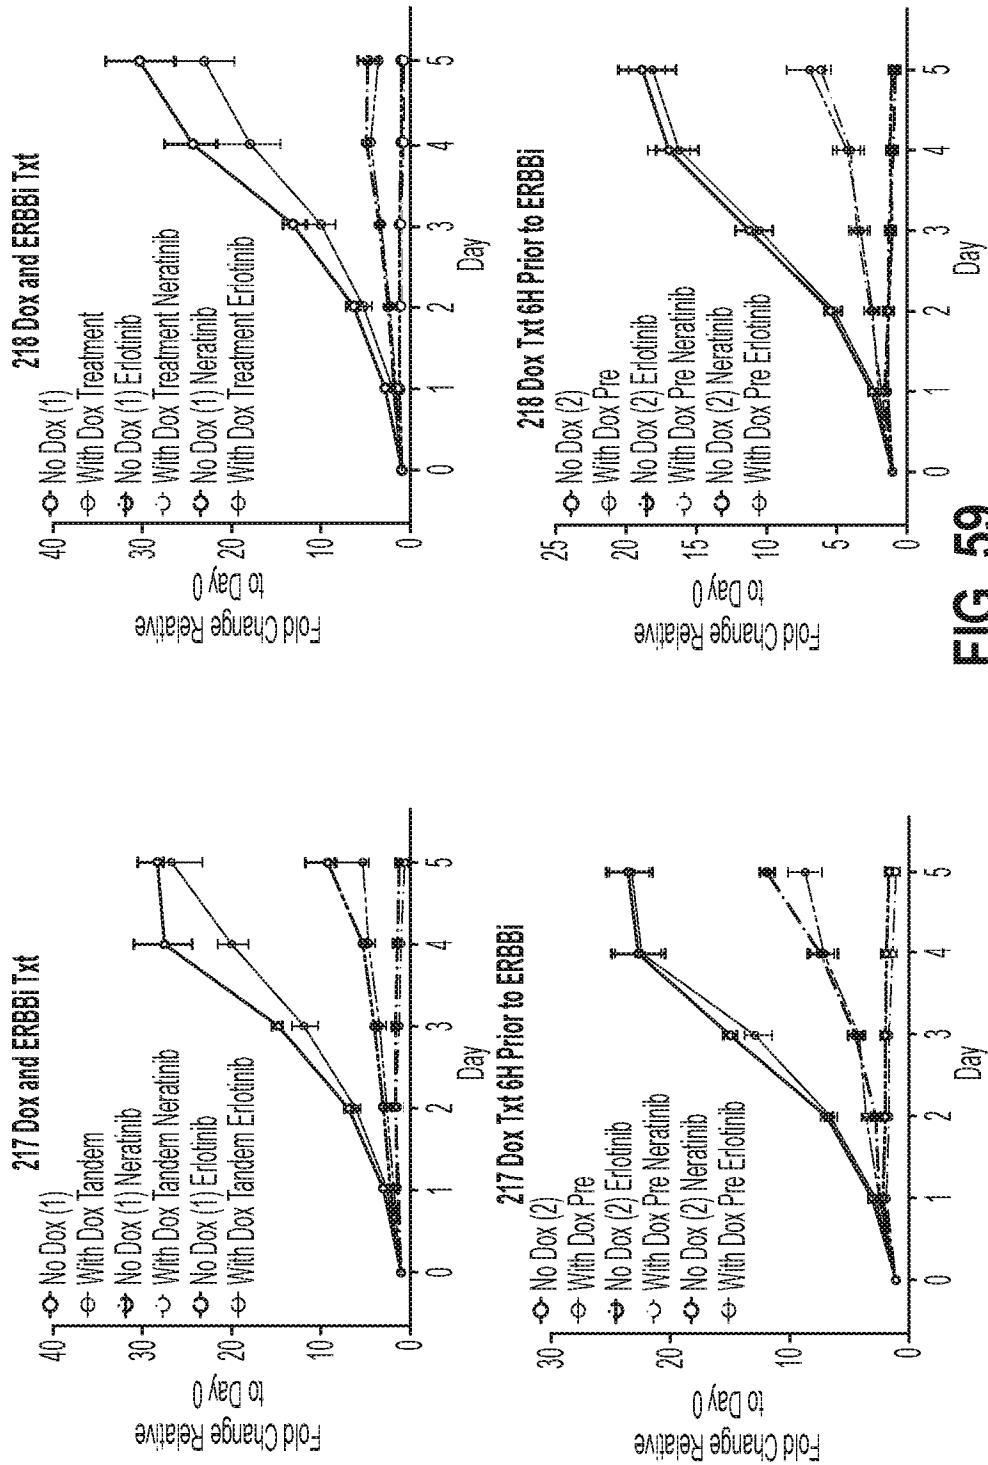 217 Dox and ERBBi Txt
No Dox (1)
With Dox Tandem
No Dox (1) Neratinib
With Dox Tandem Neratinib
No Dox (1) Erlotinib
With Dox Tandem Erlotinib
Fold Change Relative
to Day 0
40
30
20
10
0
0 1 2 3 4 5
Day
218 Dox and ERBBi Txt
No Dox (1)
With Dox Treatment
No Dox (1) Erlotinib
With Dox Treatment Neratinib
No Dox (1) Neratinib
With Dox Treatment Erlotinib
Fold Change Relative
to Day 0
40
30
20
10
0
0 1 2 3 4 5
Day
217 Dox Txt 6H Prior to ERBBi
No Dox (2)
With Dox Pre
No Dox (2) Erlotinib
With Dox Pre Neratinib
No Dox (2) Neratinib
With Dox Pre Erlotinib
Fold Change Relative
to Day 0
30
20
10
0
0 1 2 3 4 5
Day
218 Dox Txt 6H Prior to ERBBi
No Dox (2)
With Dox Pre
No Dox (2) Erlotinib
With Dox Pre Neratinib
No Dox (2) Neratinib
With Dox Pre Erlotinib
Fold Change Relative
to Day 0
25
20
15
10
5
0
0 1 2 3 4 5
Day
FIG. 59